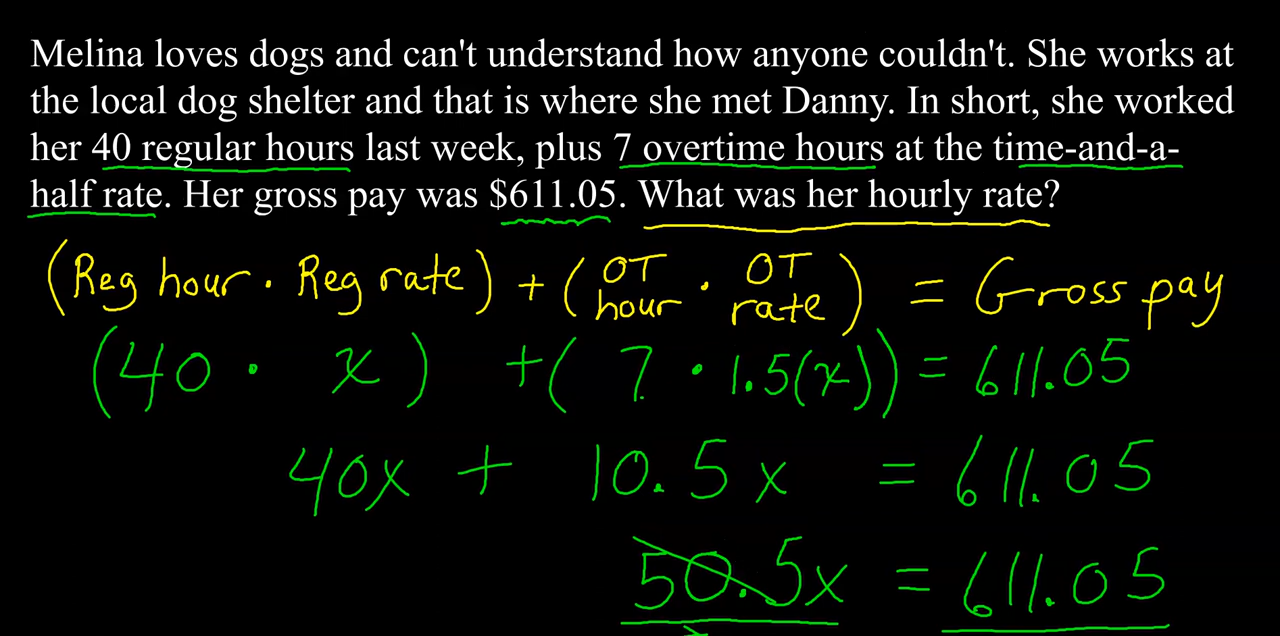 Melina loves dogs and can't understand how anyone couldn't. She works at
the local dog shelter and that is where she met Danny. In short, she worked
her 40 regular hours last week, plus 7 overtime hours at the time-and-a-
half rate. Her gross pay was $611.05. What was her hourly rate?
(Reg hour · Reg rate) + (OT hour · OT rate) = Gross pay
(40 · x) + (7 · 1.5(x)) = 611.05
40x + 10.5x = 611.05
50.5x = 611.05